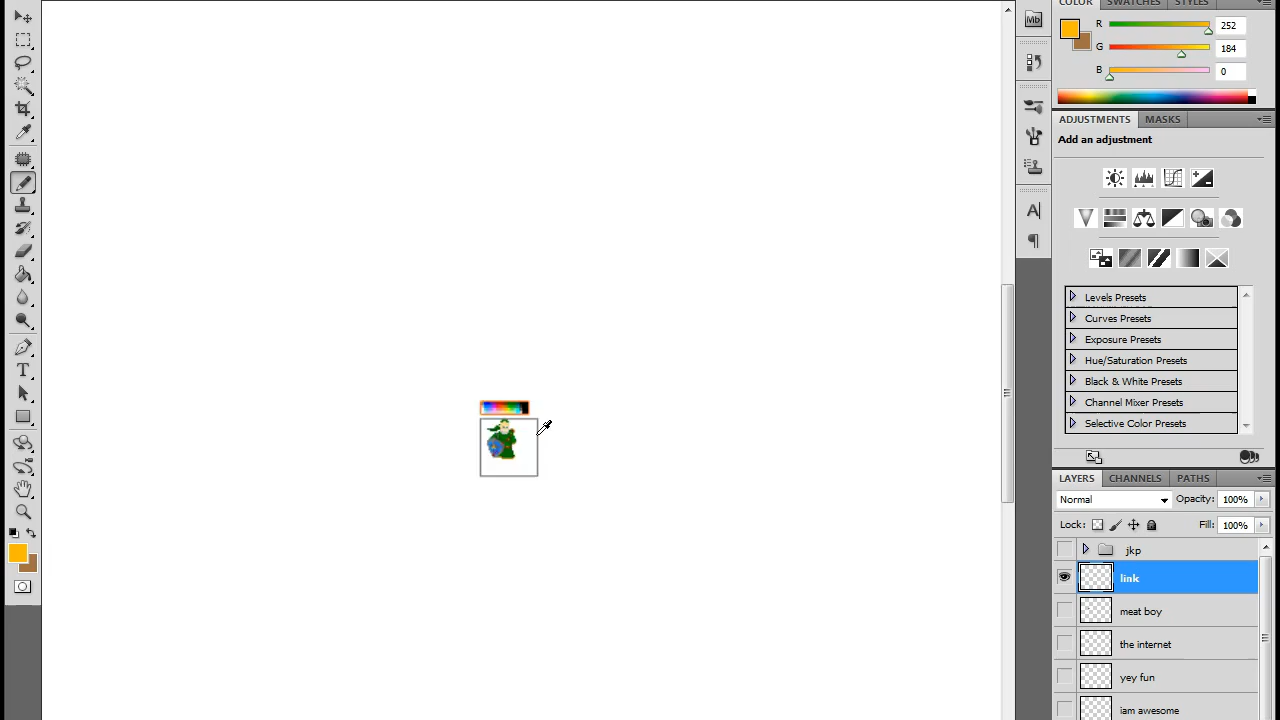 COLOR SWATCHES STYLES
R 252
G 184
B 0
ADJUSTMENTS MASKS
Add an adjustment
Levels Presets
Curves Presets
Exposure Presets
Hue/Saturation Presets
Black & White Presets
Channel Mixer Presets
Selective Color Presets
LAYERS CHANNELS PATHS
Normal Opacity: 100%
Lock: Fill: 100%
jkp
link
meat boy
the internet
yey fun
iam awesome
Mb
A
T